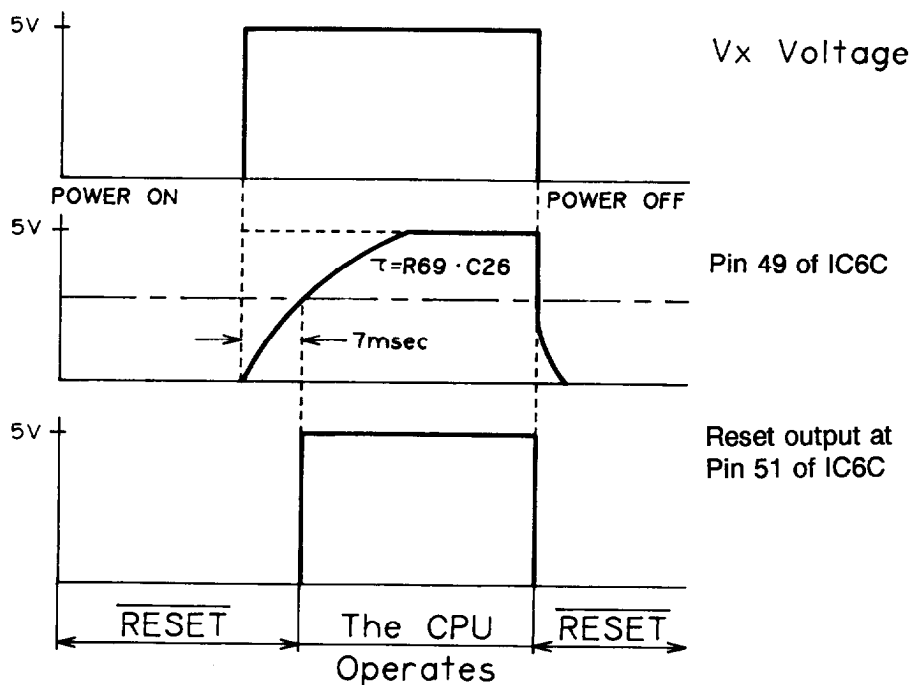 5V
Vx Voltage
POWER ON
POWER OFF
5V
τ=R69 · C26
Pin 49 of IC6C
7msec
5V
Reset output at
Pin 51 of IC6C
RESET
The CPU
Operates
RESET